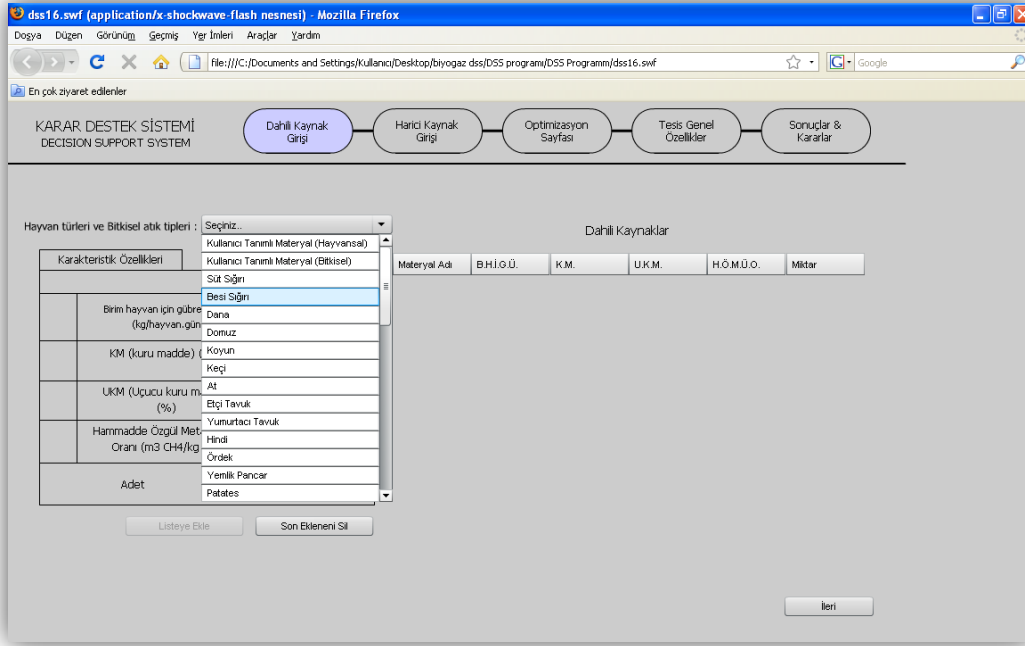 dss16.swf (application/x-shockwave-flash nesnesi) - Mozilla Firefox
Dosya Düzen Görünüm Geçmiş Yer İmleri Araçlar Yardım
file:///C:/Documents and Settings/Kullanıcı/Desktop/biyogaz dss/DSS programı/DSS Programm/dss16.swf
Google
En çok ziyaret edilenler
KARAR DESTEK SİSTEMİ
DECISION SUPPORT SYSTEM
Dahili Kaynak
Girişi
Harici Kaynak
Girişi
Optimizasyon
Sayfası
Tesis Genel
Özellikler
Sonuçlar &
Kararlar
Hayvan türleri ve Bitkisel atık tipleri : Seçiniz..
Dahili Kaynaklar
Karakteristik Özellikleri
Materyal Adı B.H.İ.G.Ü. K.M. U.K.M. H.Ö.M.Ü.O. Miktar
Kullanıcı Tanımlı Materyal (Hayvansal)
Kullanıcı Tanımlı Materyal (Bitkisel)
Süt Sığırı
Besi Sığırı
Dana
Domuz
Koyun
Keçi
At
Etçi Tavuk
Yumurtacı Tavuk
Hindi
Ördek
Yemlik Pancar
Patates
Birim hayvan için gübre
(kg/hayvan.gün
KM (kuru madde) (
UKM (Uçucu kuru m
(%)
Hammadde Özgül Met
Oranı (m3 CH4/kg
Adet
Listeye Ekle
Son Ekleneni Sil
İleri